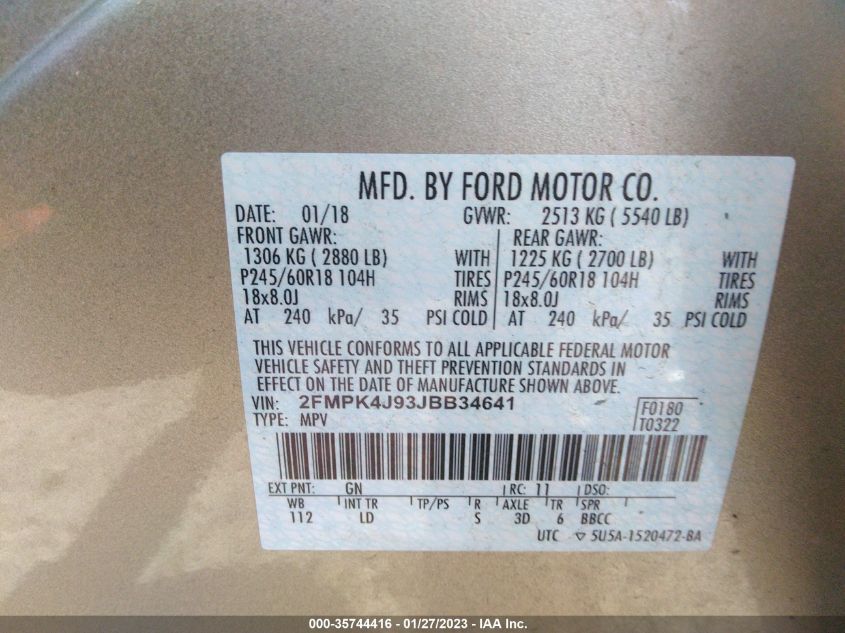 MFD. BY FORD MOTOR CO.
DATE: 01/18 GVWR: 2513 KG ( 5540 LB)
FRONT GAWR: REAR GAWR:
1306 KG ( 2880 LB) WITH 1225 KG ( 2700 LB) WITH
P245/60R18 104H TIRES P245/60R18 104H TIRES
18x8.0J RIMS 18x8.0J RIMS
AT 240 kPa/ 35 PSI COLD AT 240 kPa/ 35 PSI COLD
THIS VEHICLE CONFORMS TO ALL APPLICABLE FEDERAL MOTOR
VEHICLE SAFETY AND THEFT PREVENTION STANDARDS IN
EFFECT ON THE DATE OF MANUFACTURE SHOWN ABOVE.
VIN: 2FMPK4J93JBB34641 F0180
TYPE: MPV T0322
EXT PNT: GN RC: 11 DSO:
WB INT TR TP/PS R AXLE TR SPR
112 LD S 3D 6 BBCC
UTC ▽ 5U5A-1520472-BA
000-35744416 - 01/27/2023 - IAA Inc.